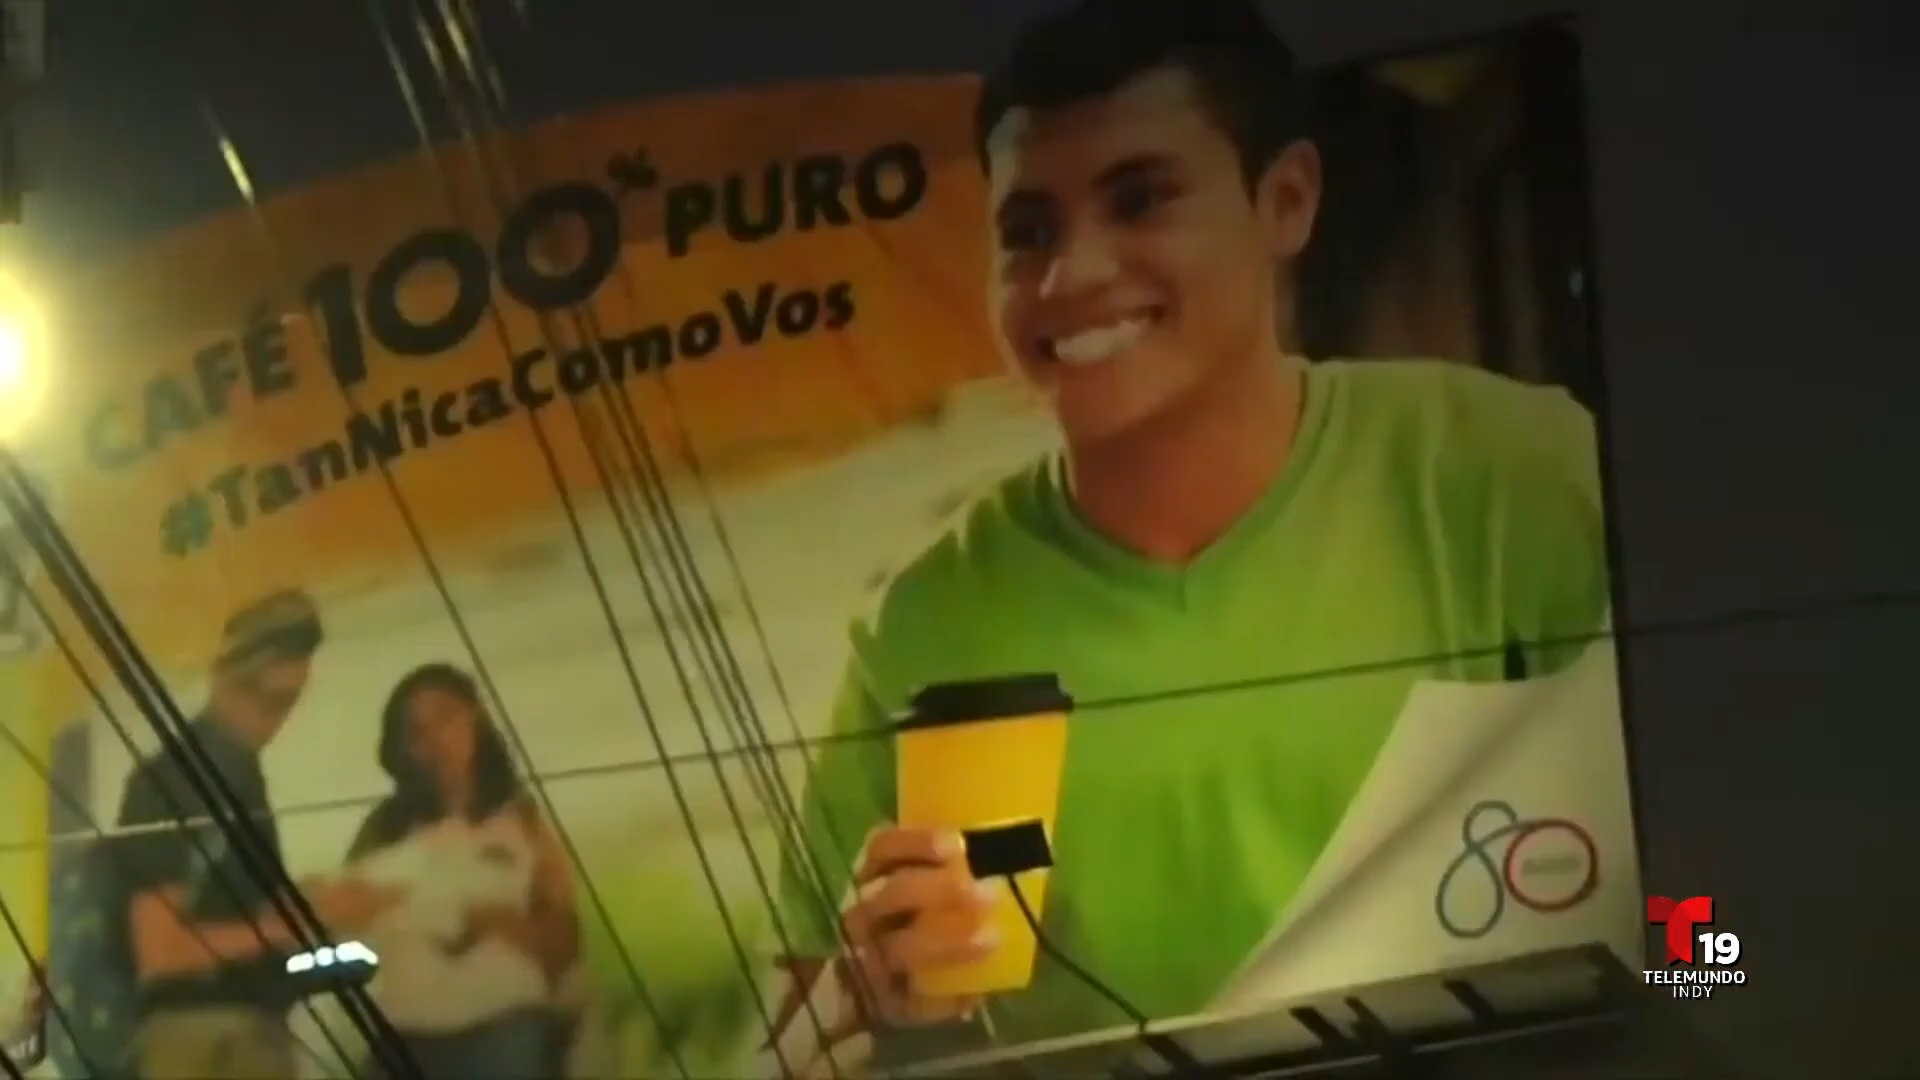 CAFÉ 100% PURO
#TanNicaComoVos
80
19
TELEMUNDO
INDY